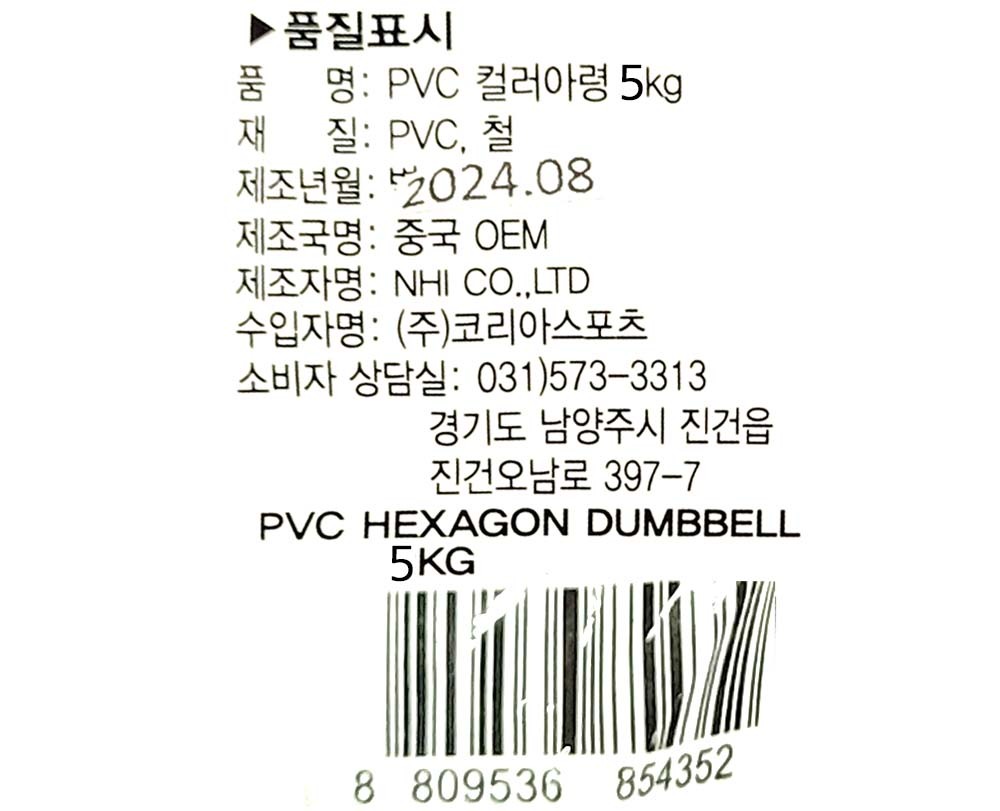 ▶품질표시
품 명: PVC 컬러아령 5kg
재 질: PVC, 철
제조년월: 2024.08
제조국명: 중국 OEM
제조자명: NHI CO.,LTD
수입자명: (주)코리아스포츠
소비자 상담실: 031)573-3313
경기도 남양주시 진건읍
진건오남로 397-7
PVC HEXAGON DUMBBELL
5KG
8 809536 854352